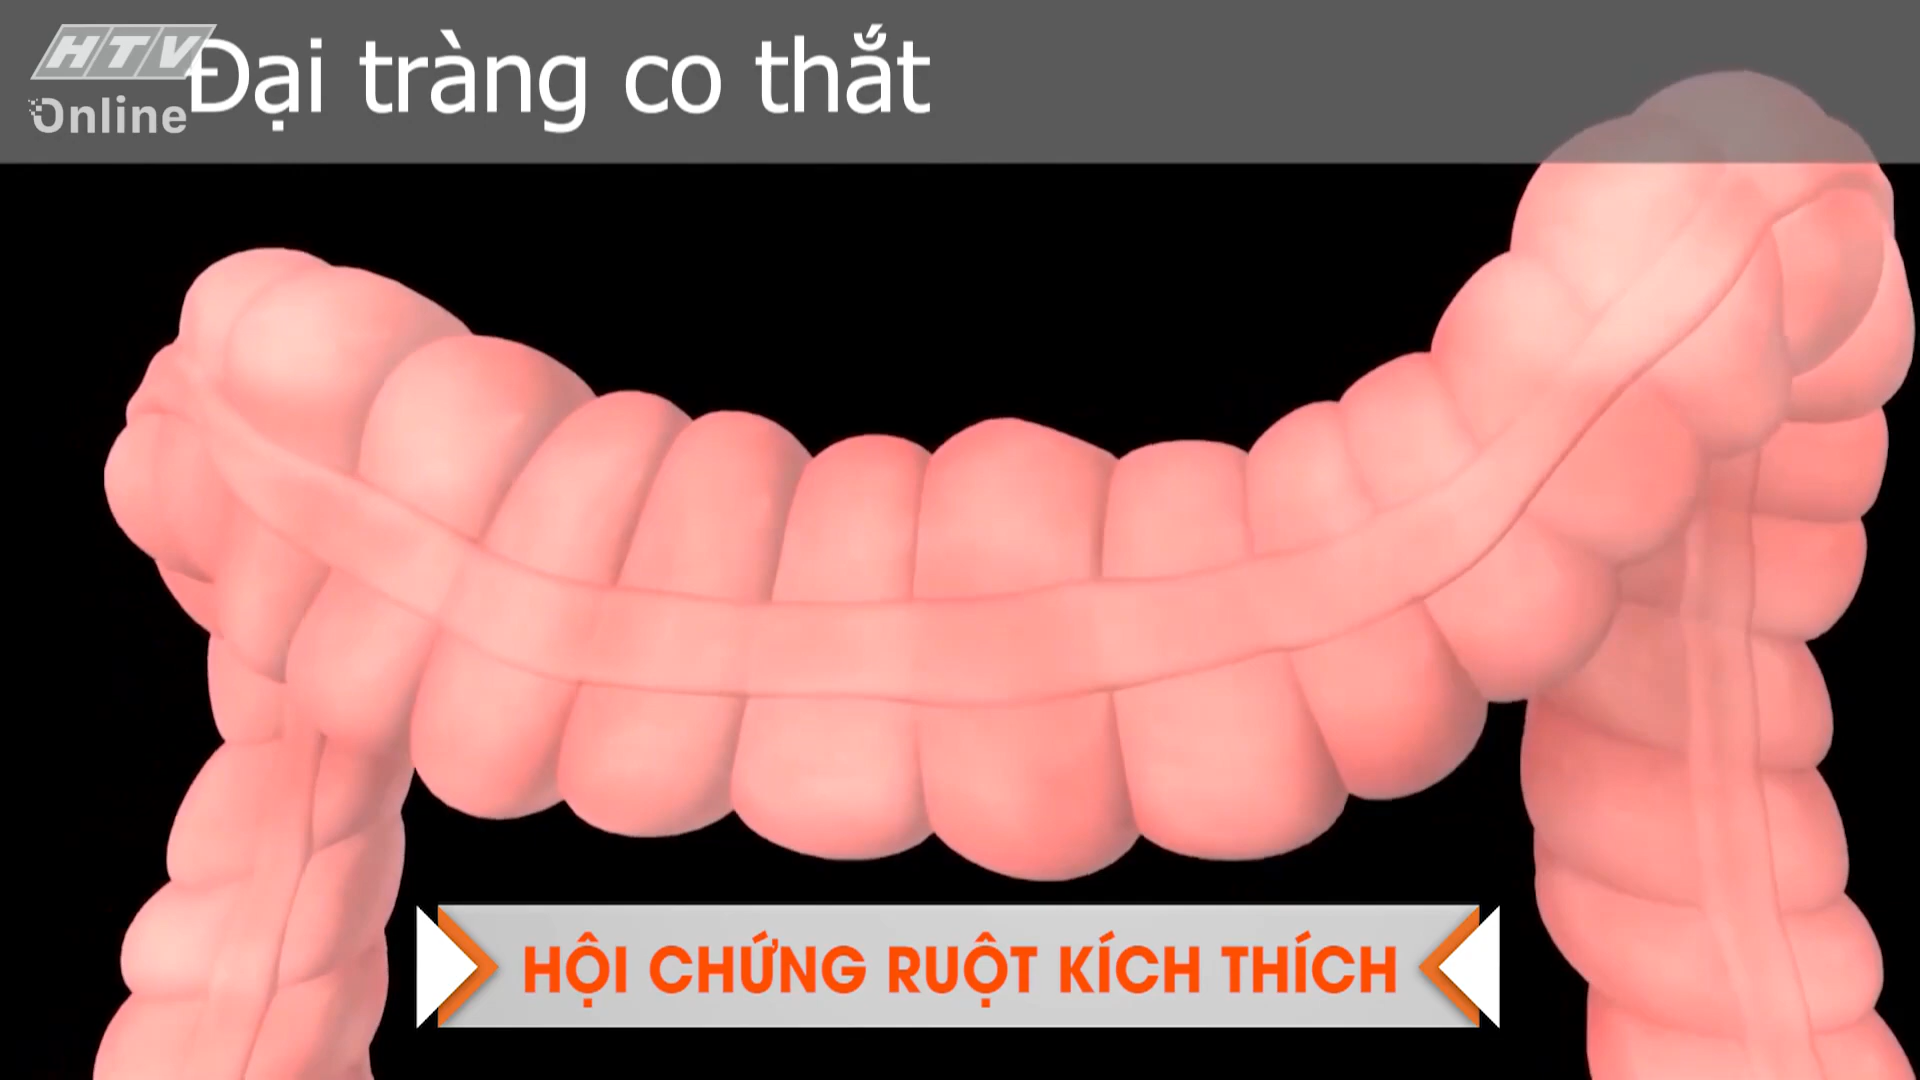 HTV
Online
Đại tràng co thắt
HỘI CHỨNG RUỘT KÍCH THÍCH